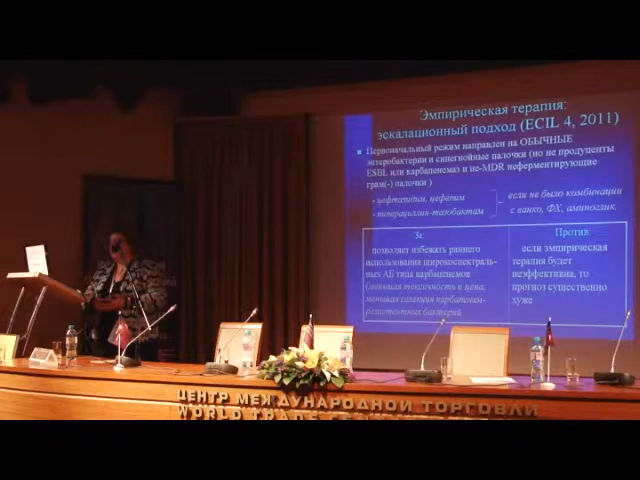 Эмпирическая терапия:
эскалационный подход (ECIL 4, 2011)
Первоначальный режим направлен на ОБЫЧНЫЕ
энтеробактерии и синегнойные палочки (но не продуценты
ESBL или карбапенемаз и не-MDR неферментирующие
грам(-) палочки )
- цефтазидим, цефепим
- пиперациллин-тазобактам
если не было комбинации
с ванко, ФХ, аминоглик.
За:
позволяет избежать раннего
использования широкоспектраль-
ных АБ типа карбапенемов
(меньшая токсичность и цена;
меньшая селекция карбапенем-
резистентных бактерий)
Против:
если эмпирическая
терапия будет
неэффективна, то
прогноз существенно
хуже
ЦЕНТР МЕЖДУНАРОДНОЙ ТОРГОВЛИ
WORLD TRADE